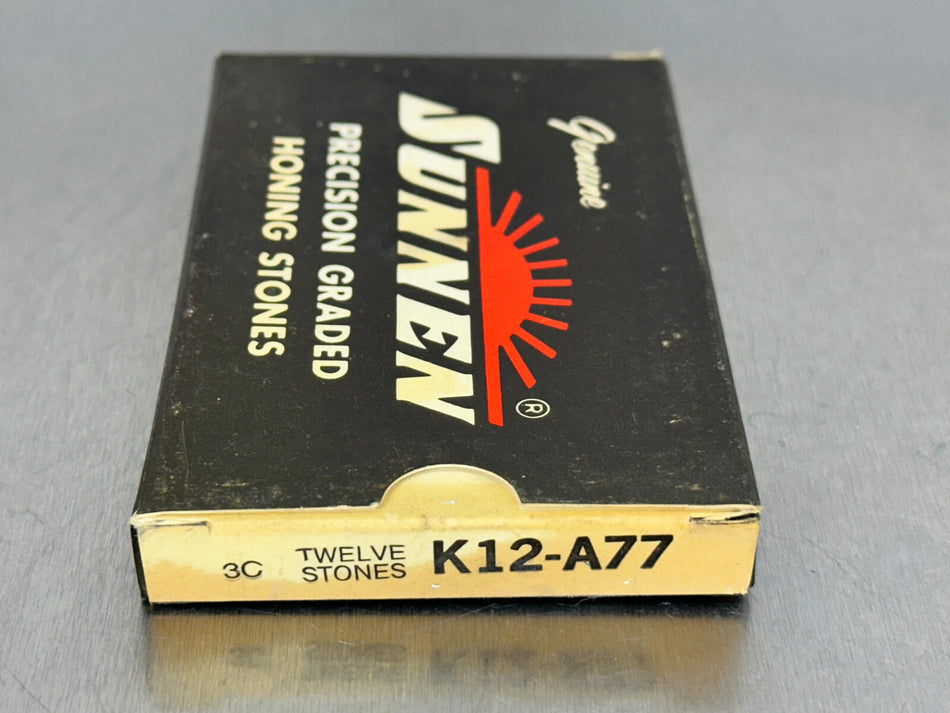 Genuine
SUNNEN
®
PRECISION GRADED
HONING STONES
3C TWELVE STONES K12-A77